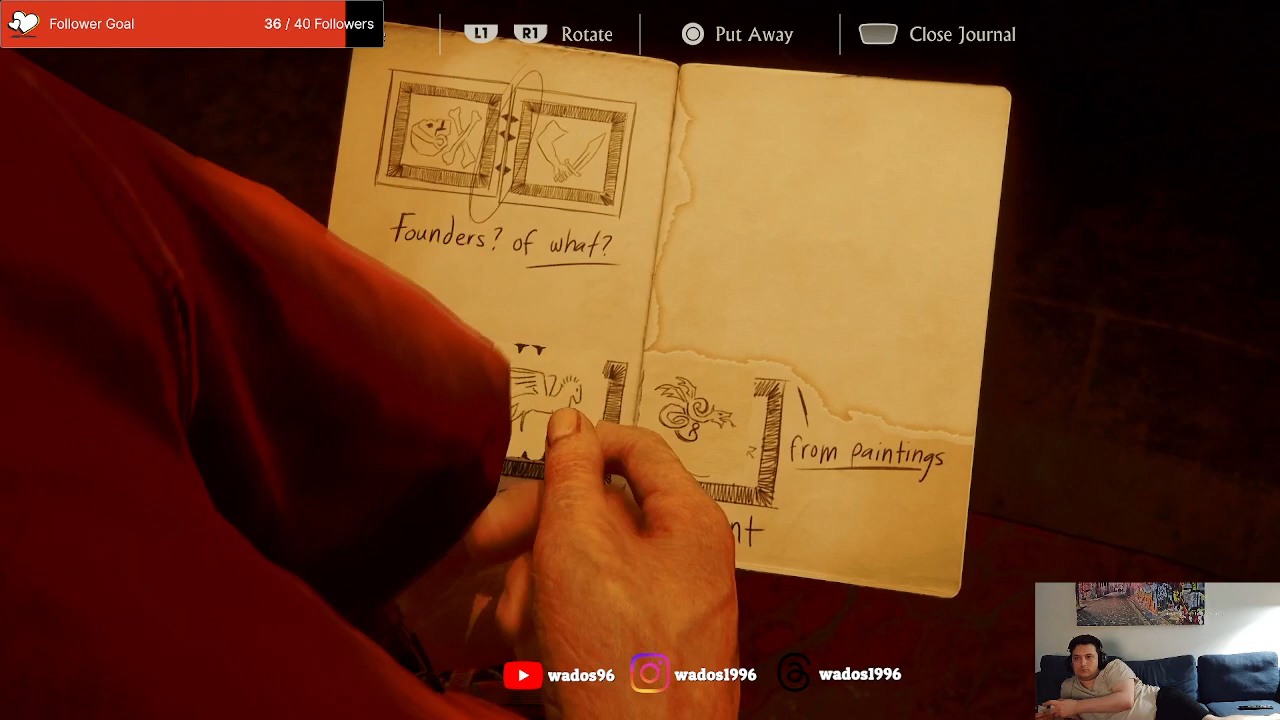 Follower Goal
36 / 40 Followers
L1 R1 Rotate
Put Away
Close Journal
Founders? of what?
from paintings
nt
wados96
wados1996
wados1996